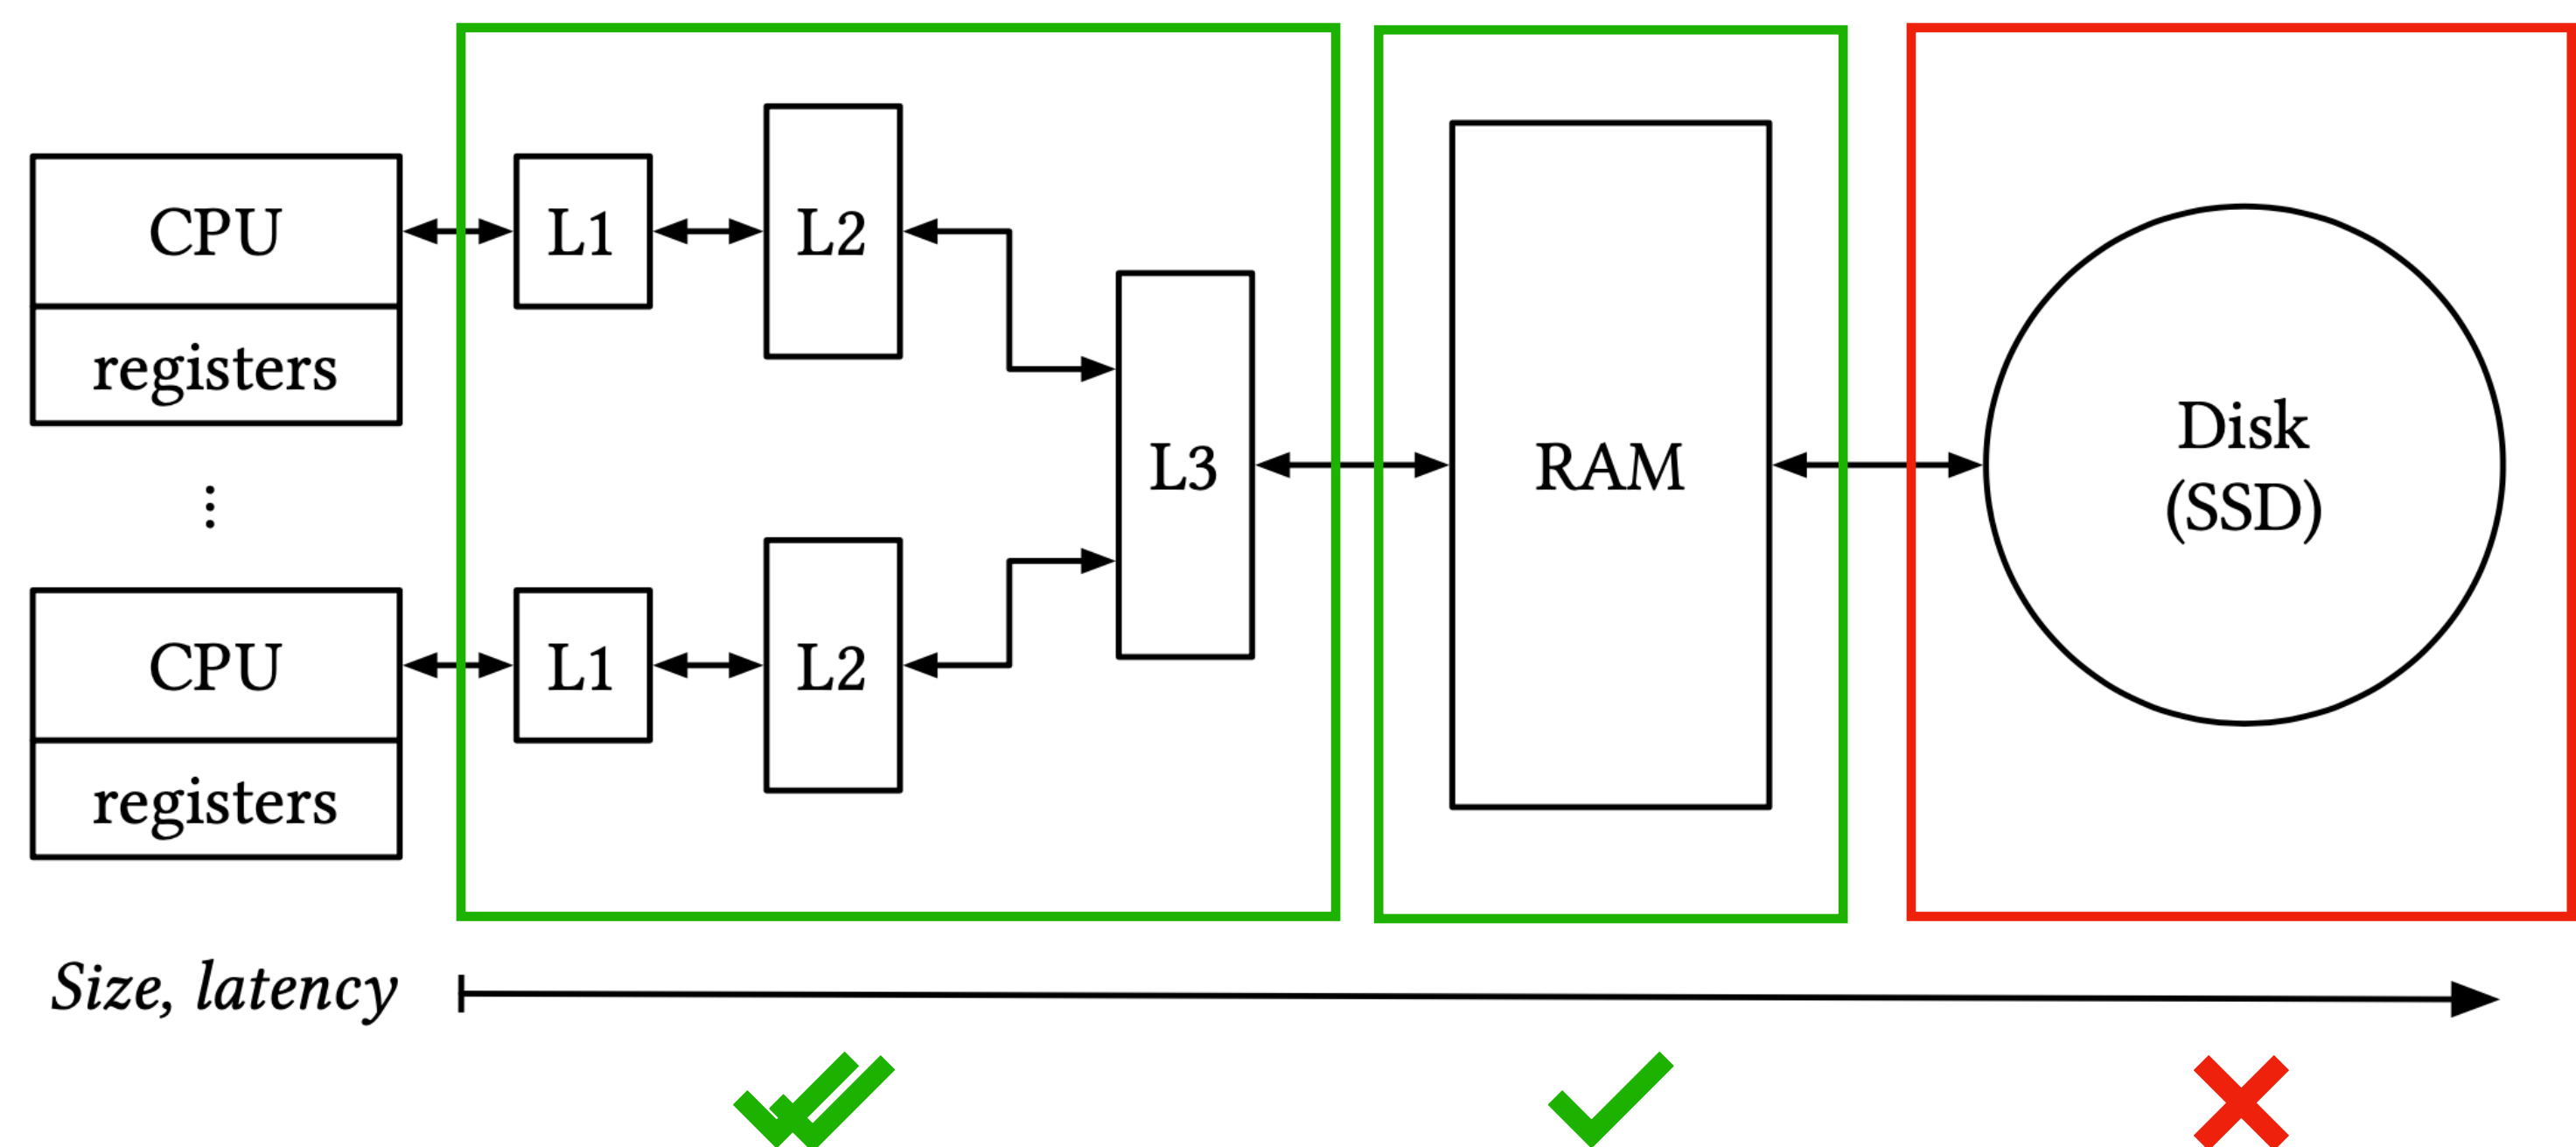 CPU
registers
L1
L2
L3
RAM
Disk
(SSD)
⋮
CPU
registers
L1
L2
Size, latency